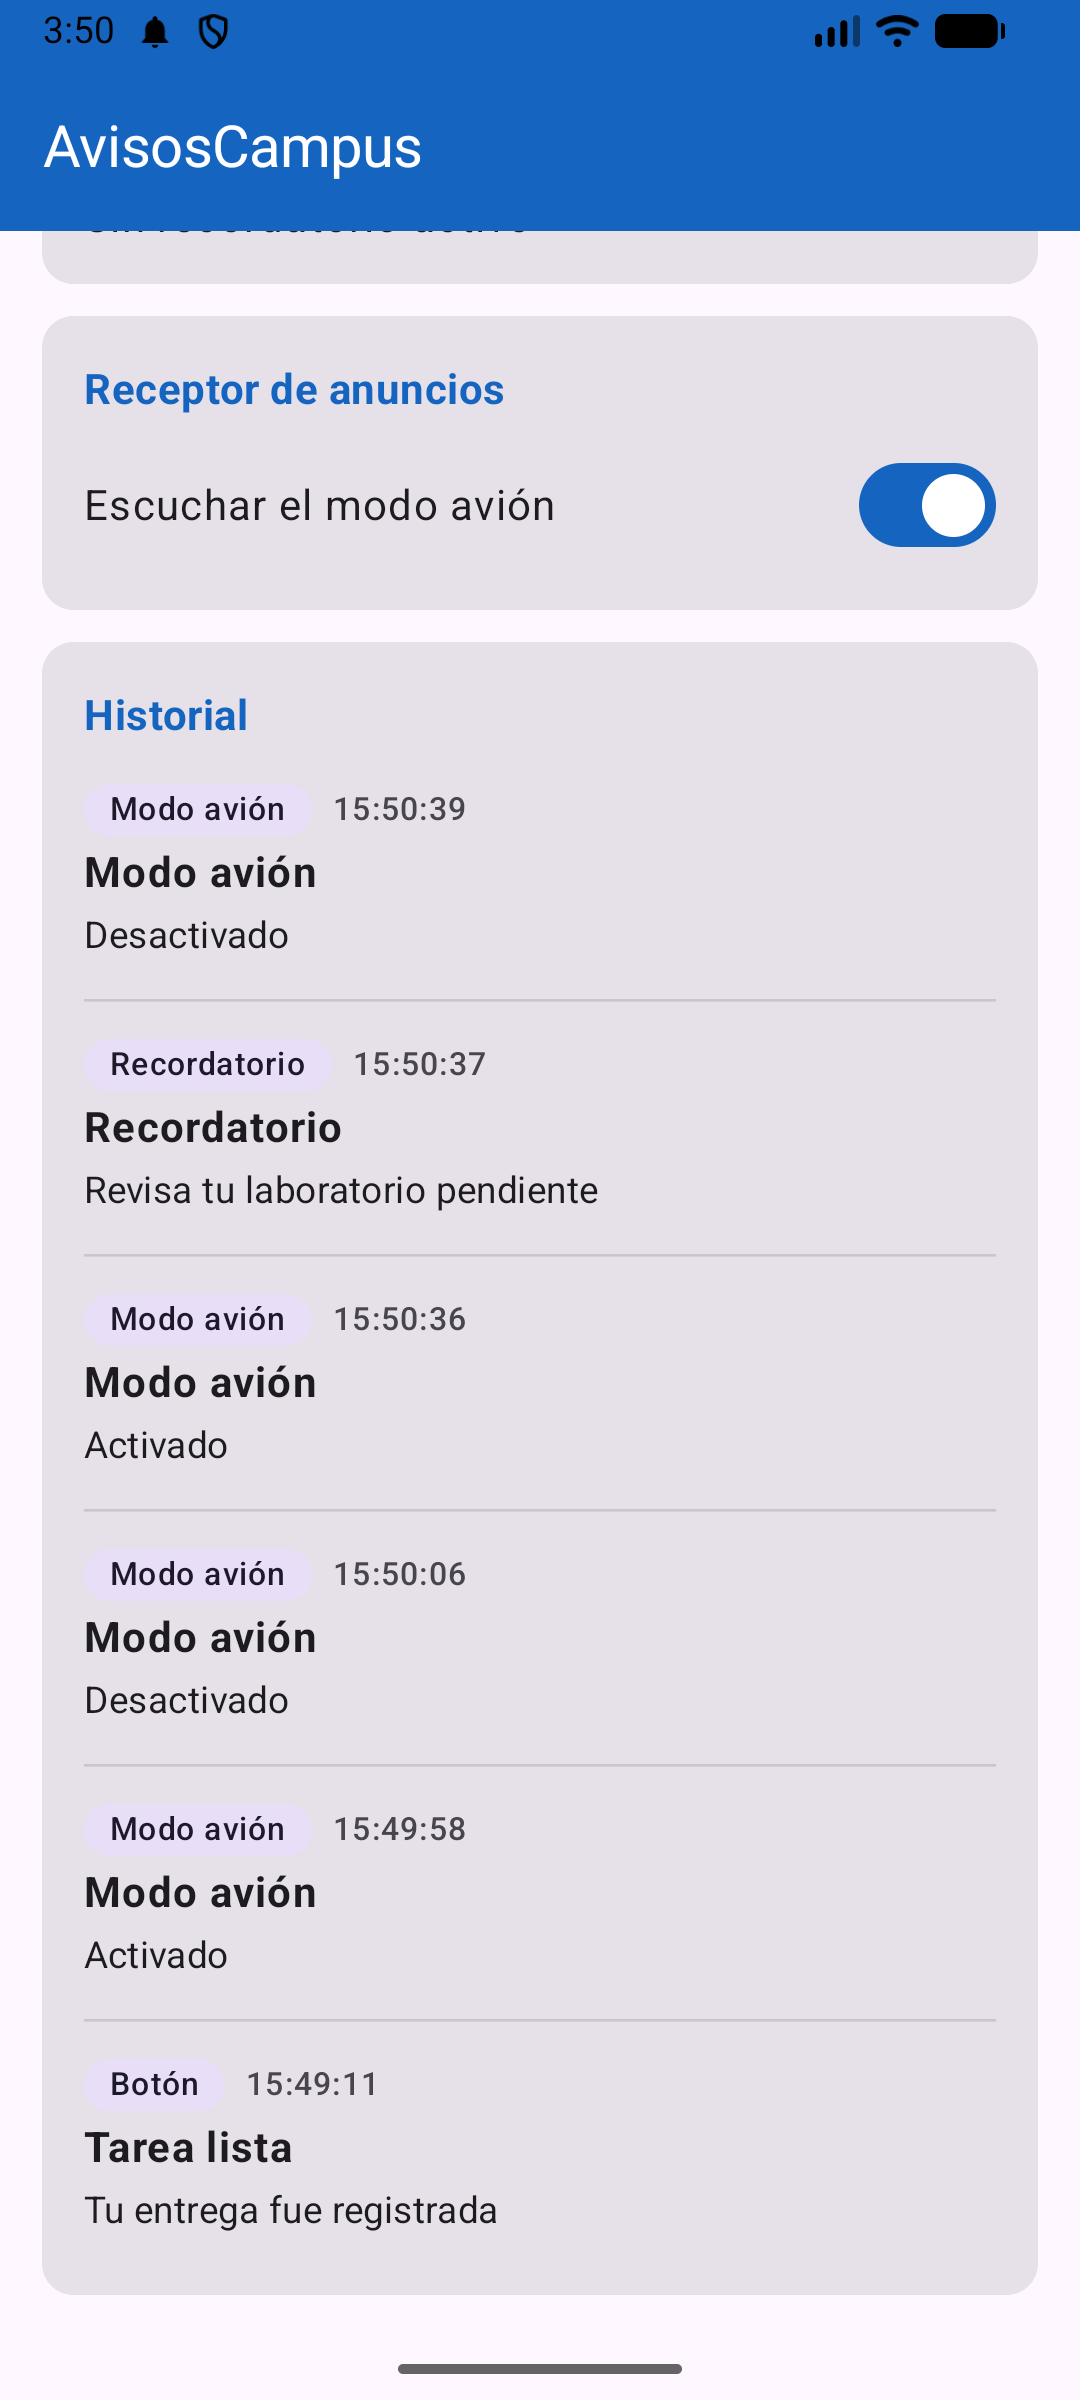 3:50
AvisosCampus
Receptor de anuncios
Escuchar el modo avión
Historial
Modo avión 15:50:39
Modo avión
Desactivado
Recordatorio 15:50:37
Recordatorio
Revisa tu laboratorio pendiente
Modo avión 15:50:36
Modo avión
Activado
Modo avión 15:50:06
Modo avión
Desactivado
Modo avión 15:49:58
Modo avión
Activado
Botón 15:49:11
Tarea lista
Tu entrega fue registrada